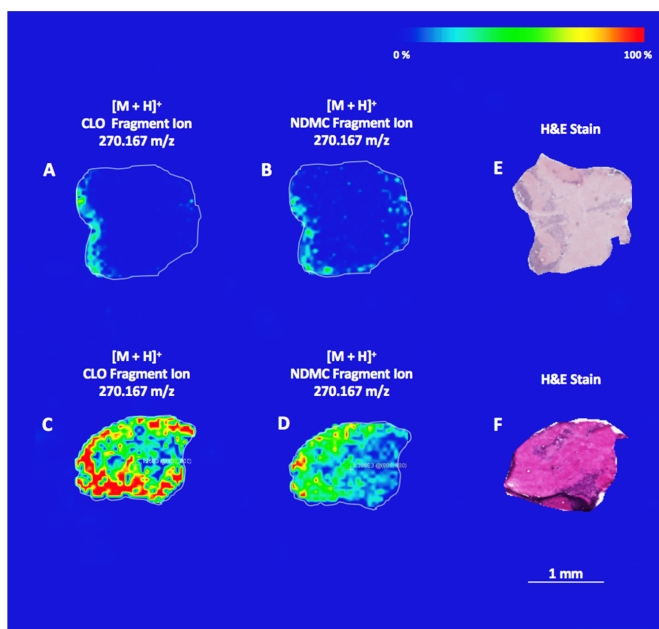 0 %
100 %
[M + H]⁺
CLO Fragment Ion
270.167 m/z
[M + H]⁺
NDMC Fragment Ion
270.167 m/z
H&E Stain
A
B
E
[M + H]⁺
CLO Fragment Ion
270.167 m/z
[M + H]⁺
NDMC Fragment Ion
270.167 m/z
H&E Stain
C
D
F
1 mm